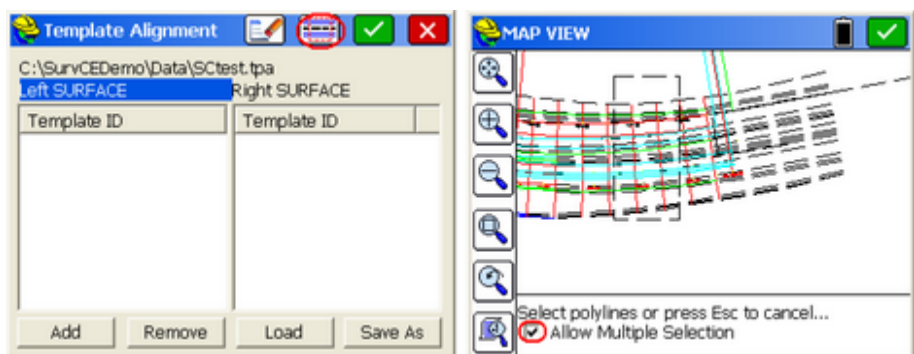 Template Alignment
C:\SurvCEDemo\Data\SCtest.tpa
Left SURFACE Right SURFACE
Template ID Template ID
Add Remove Load Save As
MAP VIEW
Select polylines or press Esc to cancel...
Allow Multiple Selection